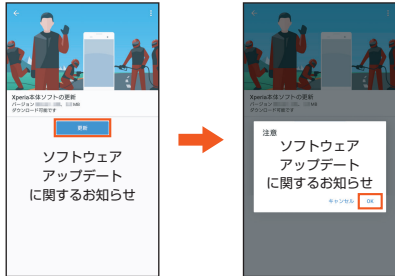 Xperia本体ソフトの更新
バージョン
MB
ダウンロード可能です
更新
ソフトウェア
アップデート
に関するお知らせ
Xperia本体ソフトの更新
バージョン
MB
ダウンロード可能です
注意
ソフトウェア
アップデート
に関するお知らせ
キャンセル
OK